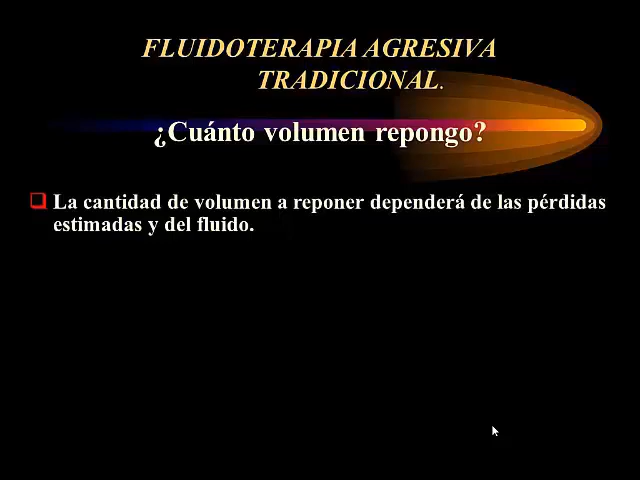 FLUIDOTERAPIA AGRESIVA
TRADICIONAL.
¿Cuánto volumen repongo?
La cantidad de volumen a reponer dependerá de las pérdidas
estimadas y del fluido.